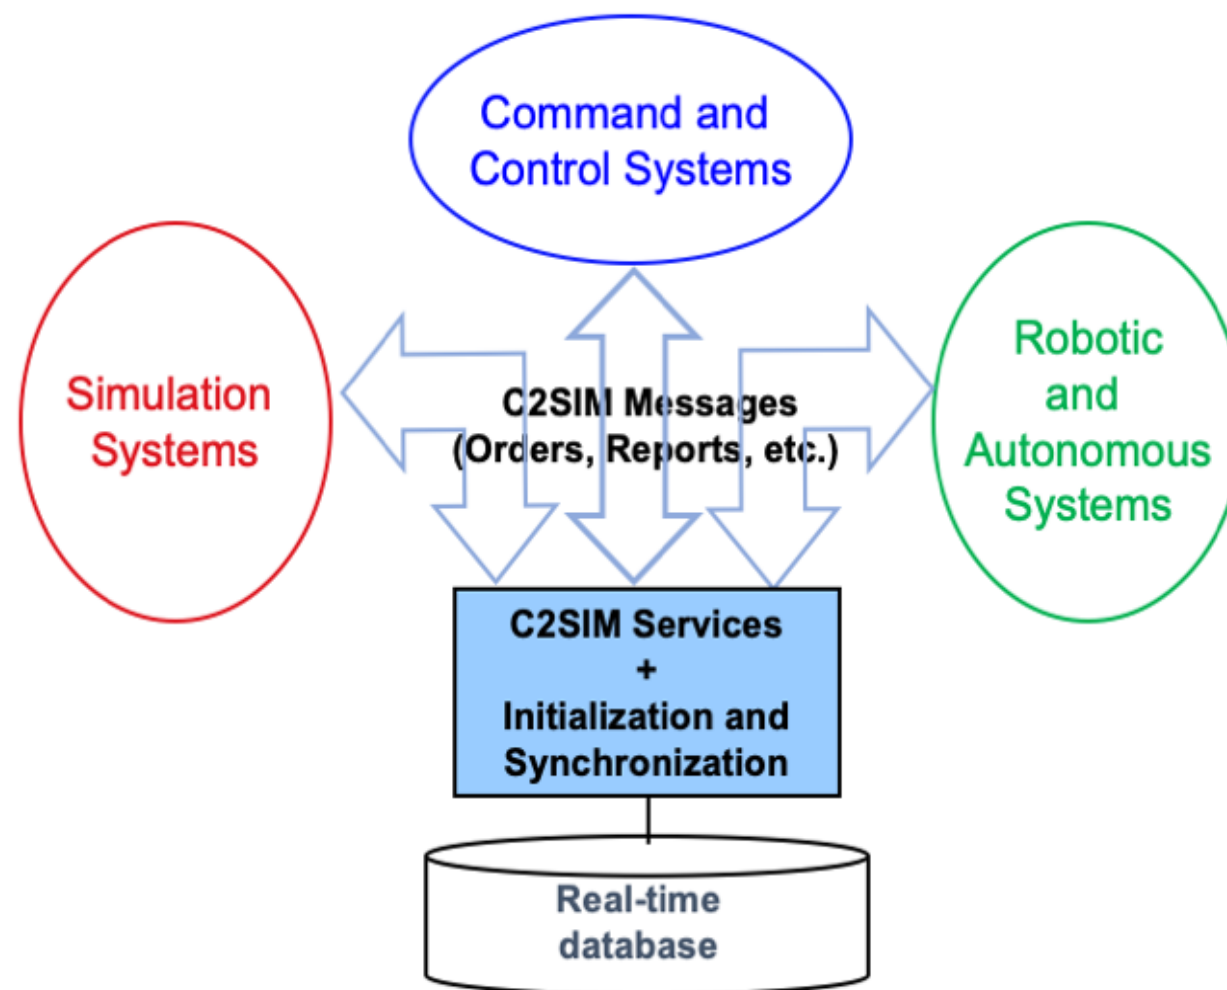 Command and
Control Systems
Simulation
Systems
C2SIM Messages
(Orders, Reports, etc.)
Robotic
and
Autonomous
Systems
C2SIM Services
+
Initialization and
Synchronization
Real-time
database